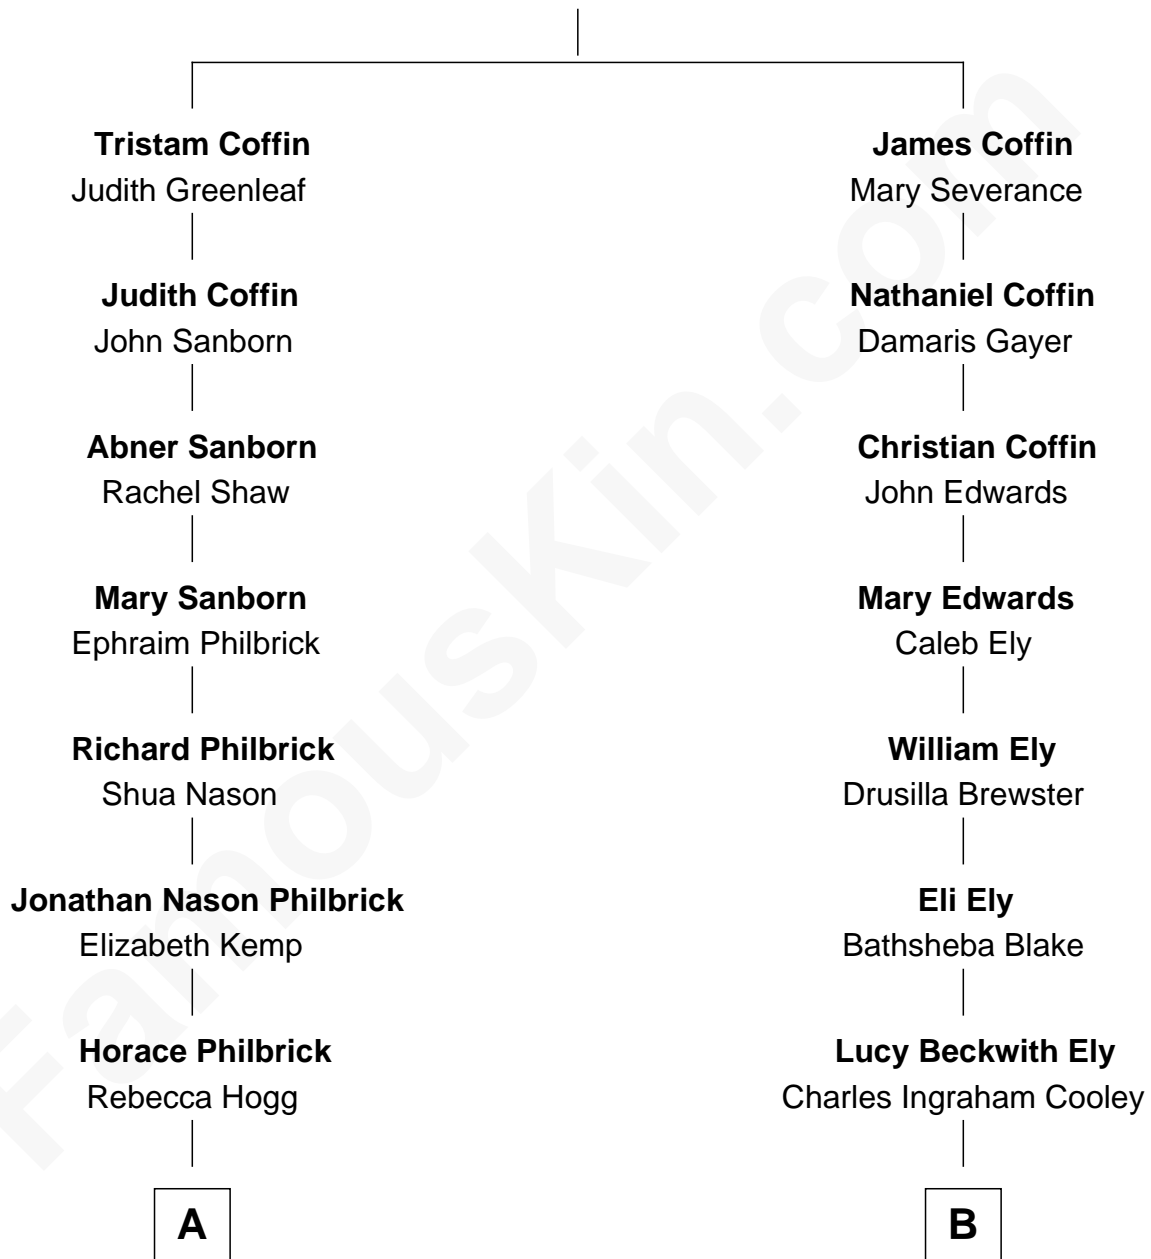 Tristam Coffin
Judith Greenleaf
Judith Coffin
John Sanborn
Abner Sanborn
Rachel Shaw
Mary Sanborn
Ephraim Philbrick
Richard Philbrick
Shua Nason
Jonathan Nason Philbrick
Elizabeth Kemp
Horace Philbrick
Rebecca Hogg
A
James Coffin
Mary Severance
Nathaniel Coffin
Damaris Gayer
Christian Coffin
John Edwards
Mary Edwards
Caleb Ely
William Ely
Drusilla Brewster
Eli Ely
Bathsheba Blake
Lucy Beckwith Ely
Charles Ingraham Cooley
B
FamousKin.com